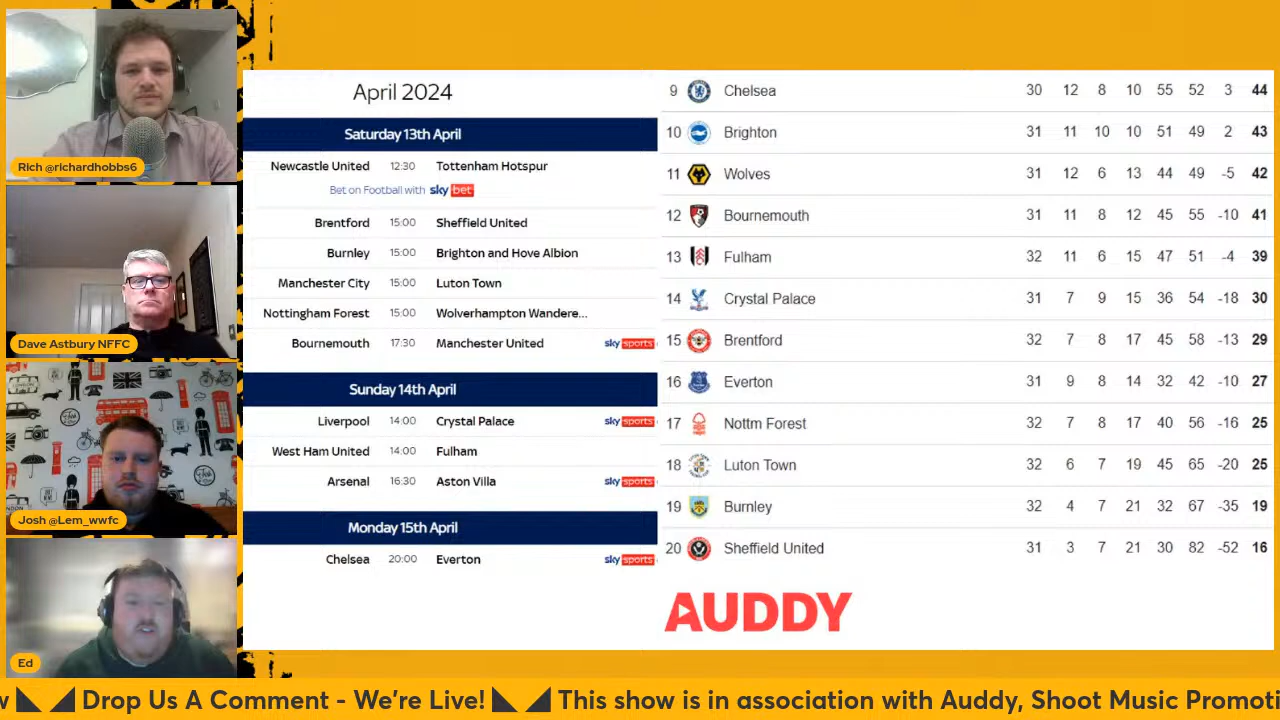 Rich @richardhobbs6
Dave Astbury NFFC
Josh @Lem_wwfc
Ed
April 2024
Saturday 13th April
Newcastle United 12:30 Tottenham Hotspur
Bet on Football with sky bet
Brentford 15:00 Sheffield United
Burnley 15:00 Brighton and Hove Albion
Manchester City 15:00 Luton Town
Nottingham Forest 15:00 Wolverhampton Wandere...
Bournemouth 17:30 Manchester United sky sports
Sunday 14th April
Liverpool 14:00 Crystal Palace sky sports
West Ham United 14:00 Fulham
Arsenal 16:30 Aston Villa sky sports
Monday 15th April
Chelsea 20:00 Everton sky sports
9 Chelsea 30 12 8 10 55 52 3 44
10 Brighton 31 11 10 10 51 49 2 43
11 Wolves 31 12 6 13 44 49 -5 42
12 Bournemouth 31 11 8 12 45 55 -10 41
13 Fulham 32 11 6 15 47 51 -4 39
14 Crystal Palace 31 7 9 15 36 54 -18 30
15 Brentford 32 7 8 17 45 58 -13 29
16 Everton 31 9 8 14 32 42 -10 27
17 Nottm Forest 32 7 8 17 40 56 -16 25
18 Luton Town 32 6 7 19 45 65 -20 25
19 Burnley 32 4 7 21 32 67 -35 19
20 Sheffield United 31 3 7 21 30 82 -52 16
AUDDY
w Drop Us A Comment - We're Live! This show is in association with Auddy, Shoot Music Promoti